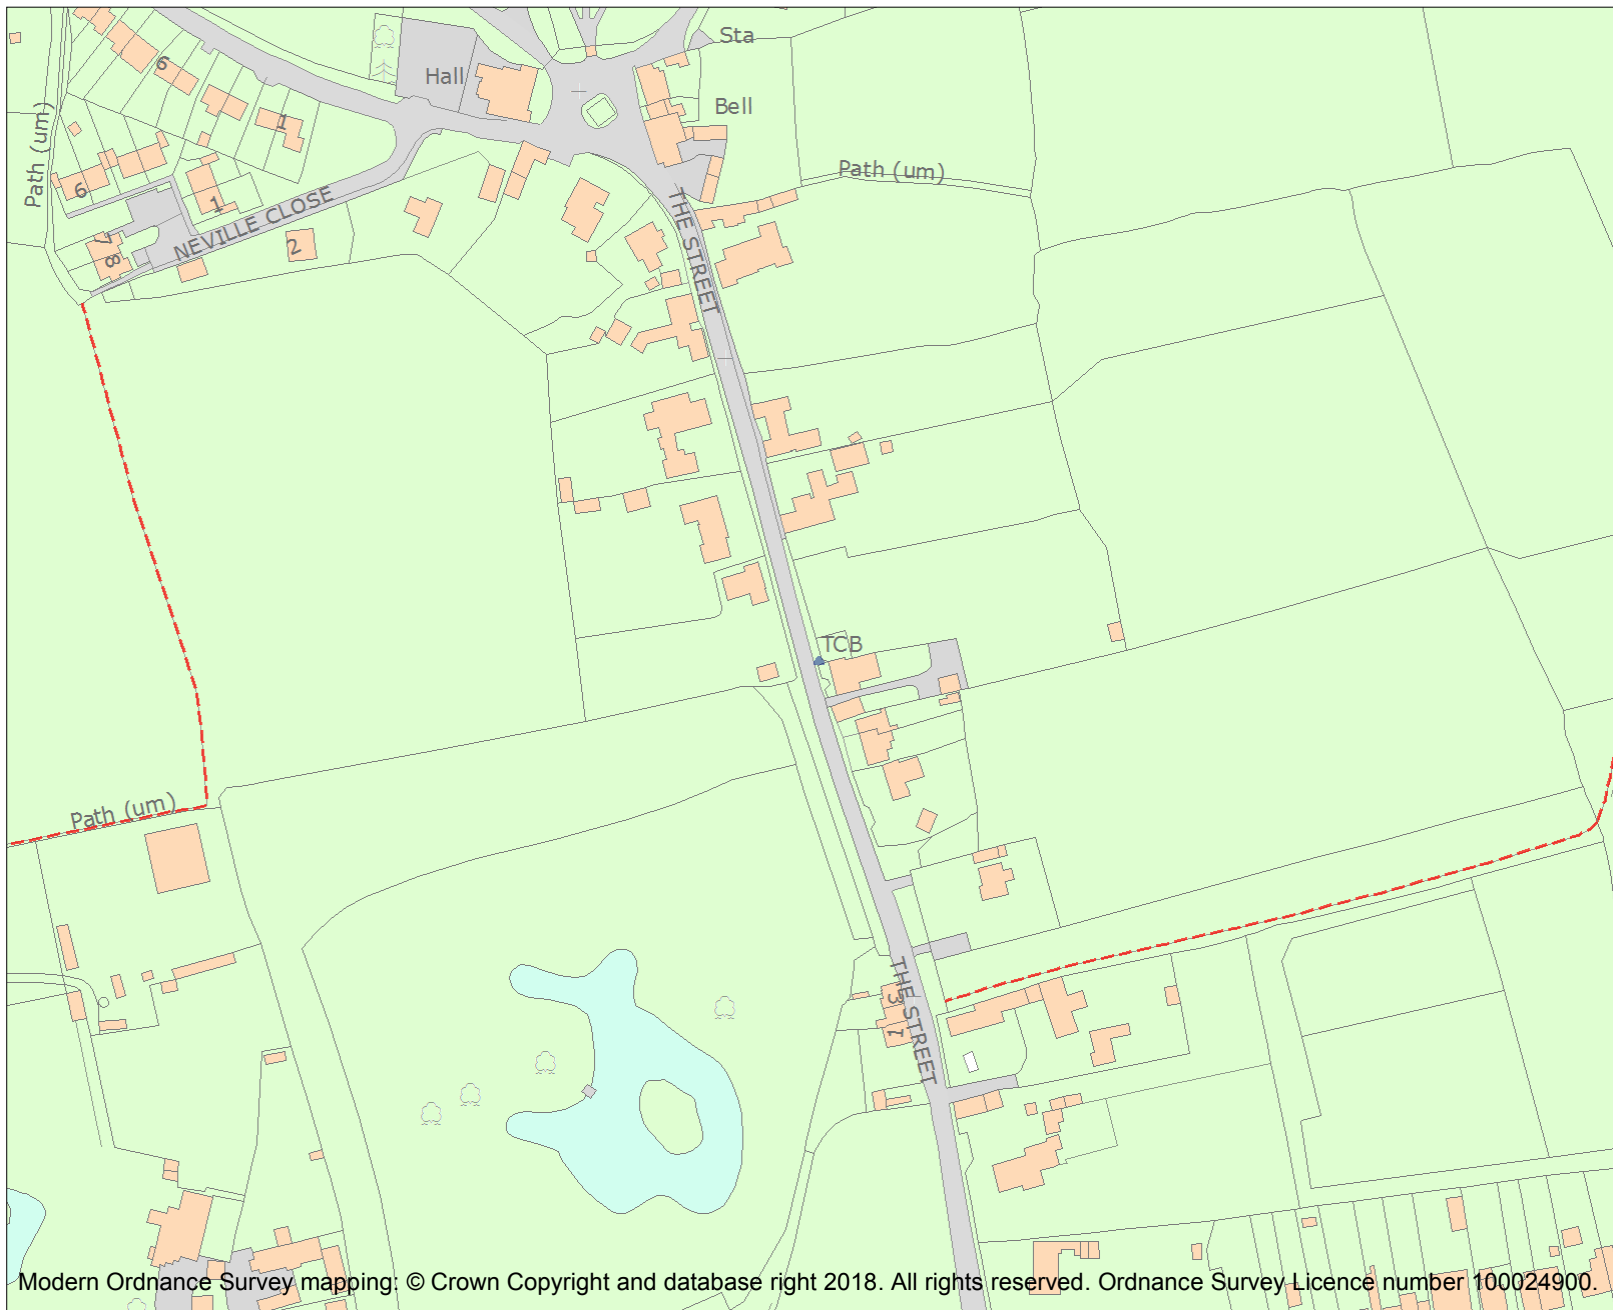 Sta
Hall
6
Bell
1
Path (um)
Path (um)
6
1
THE STREET
NEVILLE CLOSE
2
7
8
TCB
Path (um)
THE STREET
3
1
Modern Ordnance Survey mapping: © Crown Copyright and database right 2018. All rights reserved. Ordnance Survey Licence number 100024900.